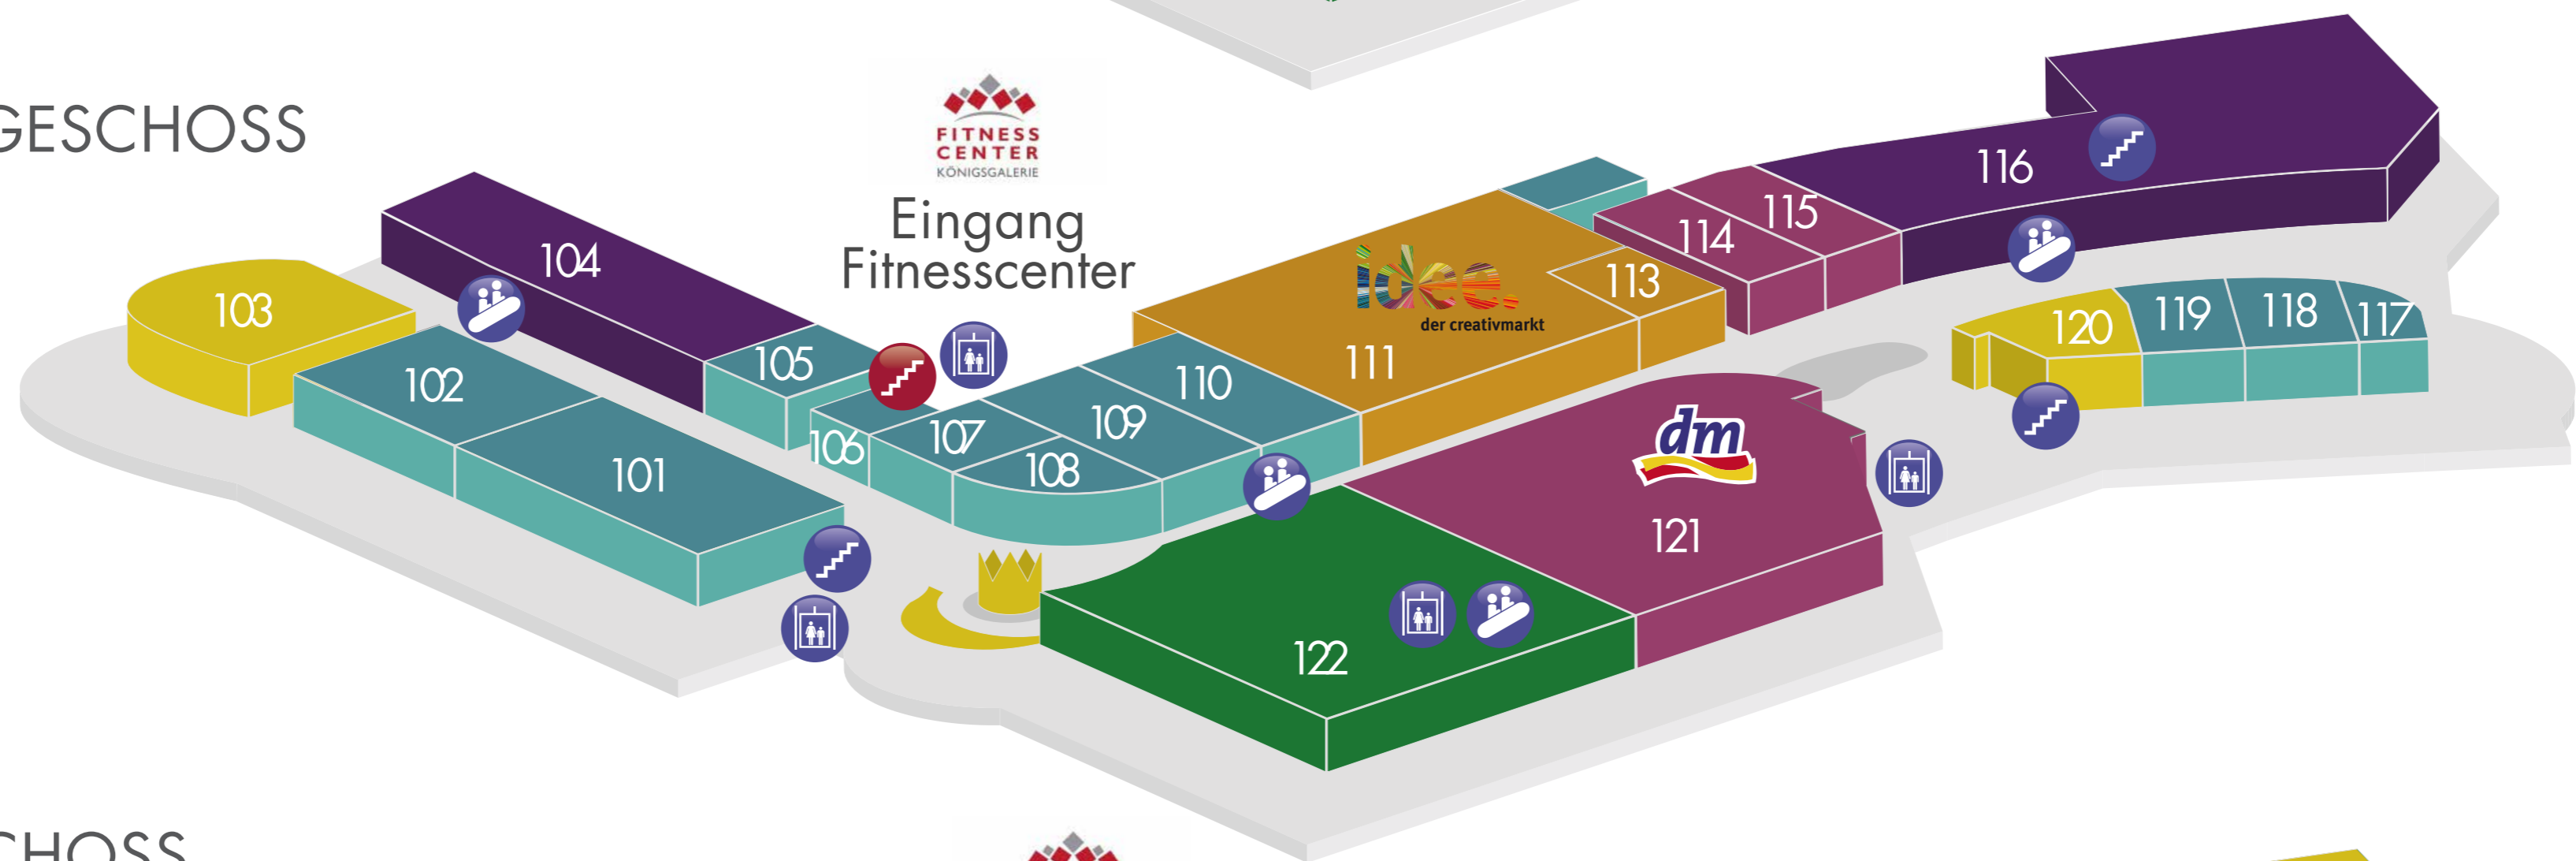 GESCHOSS
FITNESS
CENTER
KÖNIGSGALERIE
Eingang
Fitnesscenter
103
104
102
101
105
106
107
108
109
110
111
idee.
der creativmarkt
113
114
115
116
120
119
118
117
dm
121
122
CHOSS